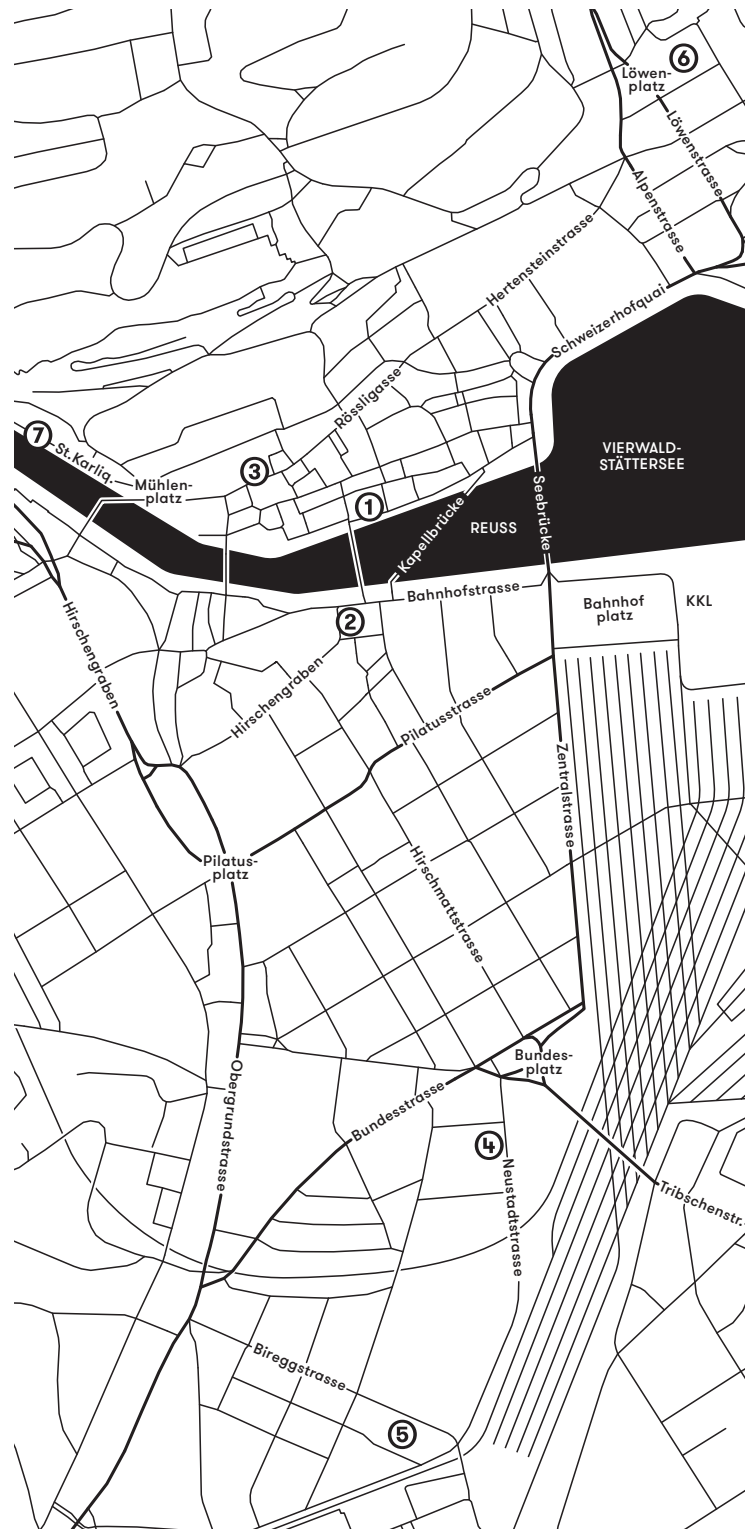 6
Löwen-
platz
Löwenstrasse
Alpenstrasse
Hertensteinstrasse
Schweizerhofquai
Rössligasse
7
St.Karliq.
3
Mühlen-
platz
1
VIERWALD-
STÄTTERSEE
Seebrücke
Kapellbrücke
REUSS
Bahnhofstrasse
Bahnhof
platz
KKL
2
Hirschengraben
Hirschengraben
Pilatusstrasse
Zentralstrasse
Pilatus-
platz
Hirschmattstrasse
Bundes-
platz
Obergrundstrasse
Bundesstrasse
4
Neustadtstrasse
Tribschenstr.
Bireggstrasse
5